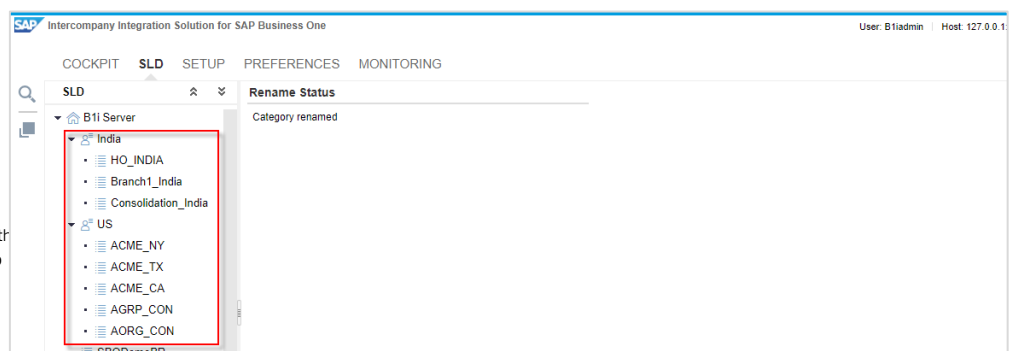 SAP Intercompany Integration Solution for SAP Business One
User: B1iadmin | Host: 127.0.0.1:
COCKPIT SLD SETUP PREFERENCES MONITORING
SLD
Rename Status
B1i Server
Category renamed
India
HO_INDIA
Branch1_India
Consolidation_India
US
ACME_NY
ACME_TX
ACME_CA
AGRP_CON
AORG_CON